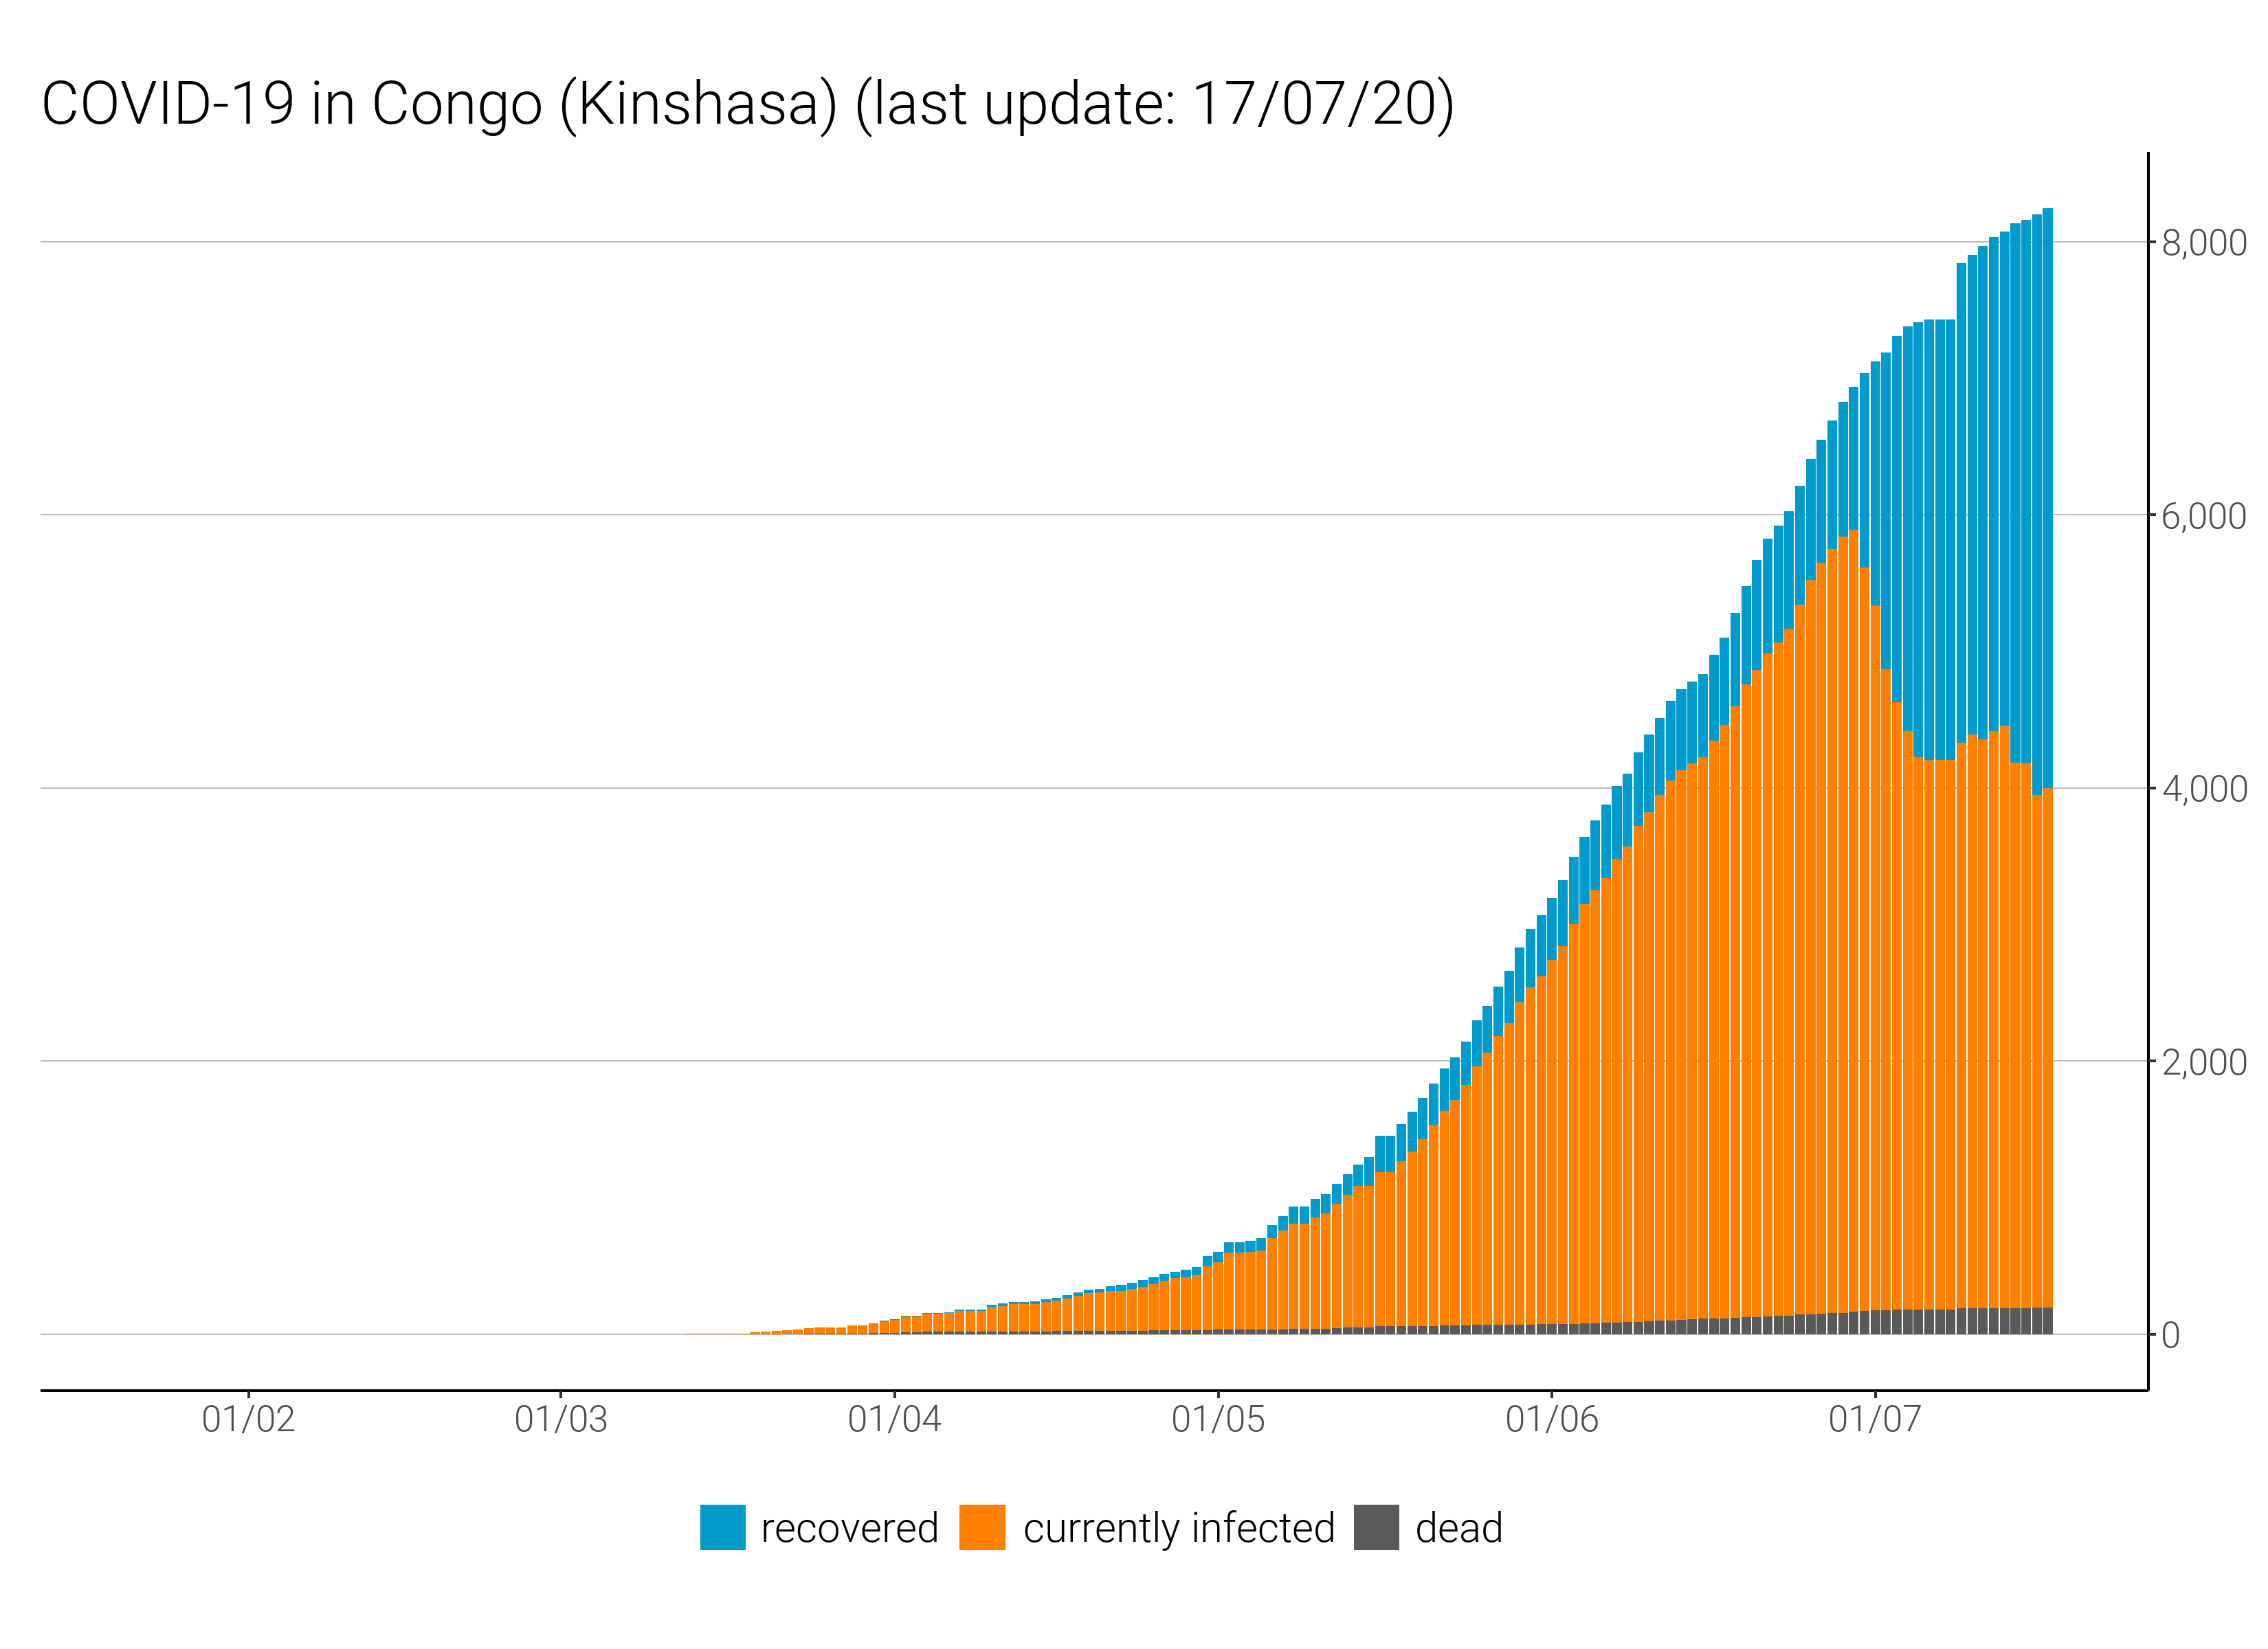 COVID-19 in Congo (Kinshasa) (last update: 17/07/20)
8,000
6,000
4,000
2,000
0
01/02 01/03 01/04 01/05 01/06 01/07
recovered currently infected dead